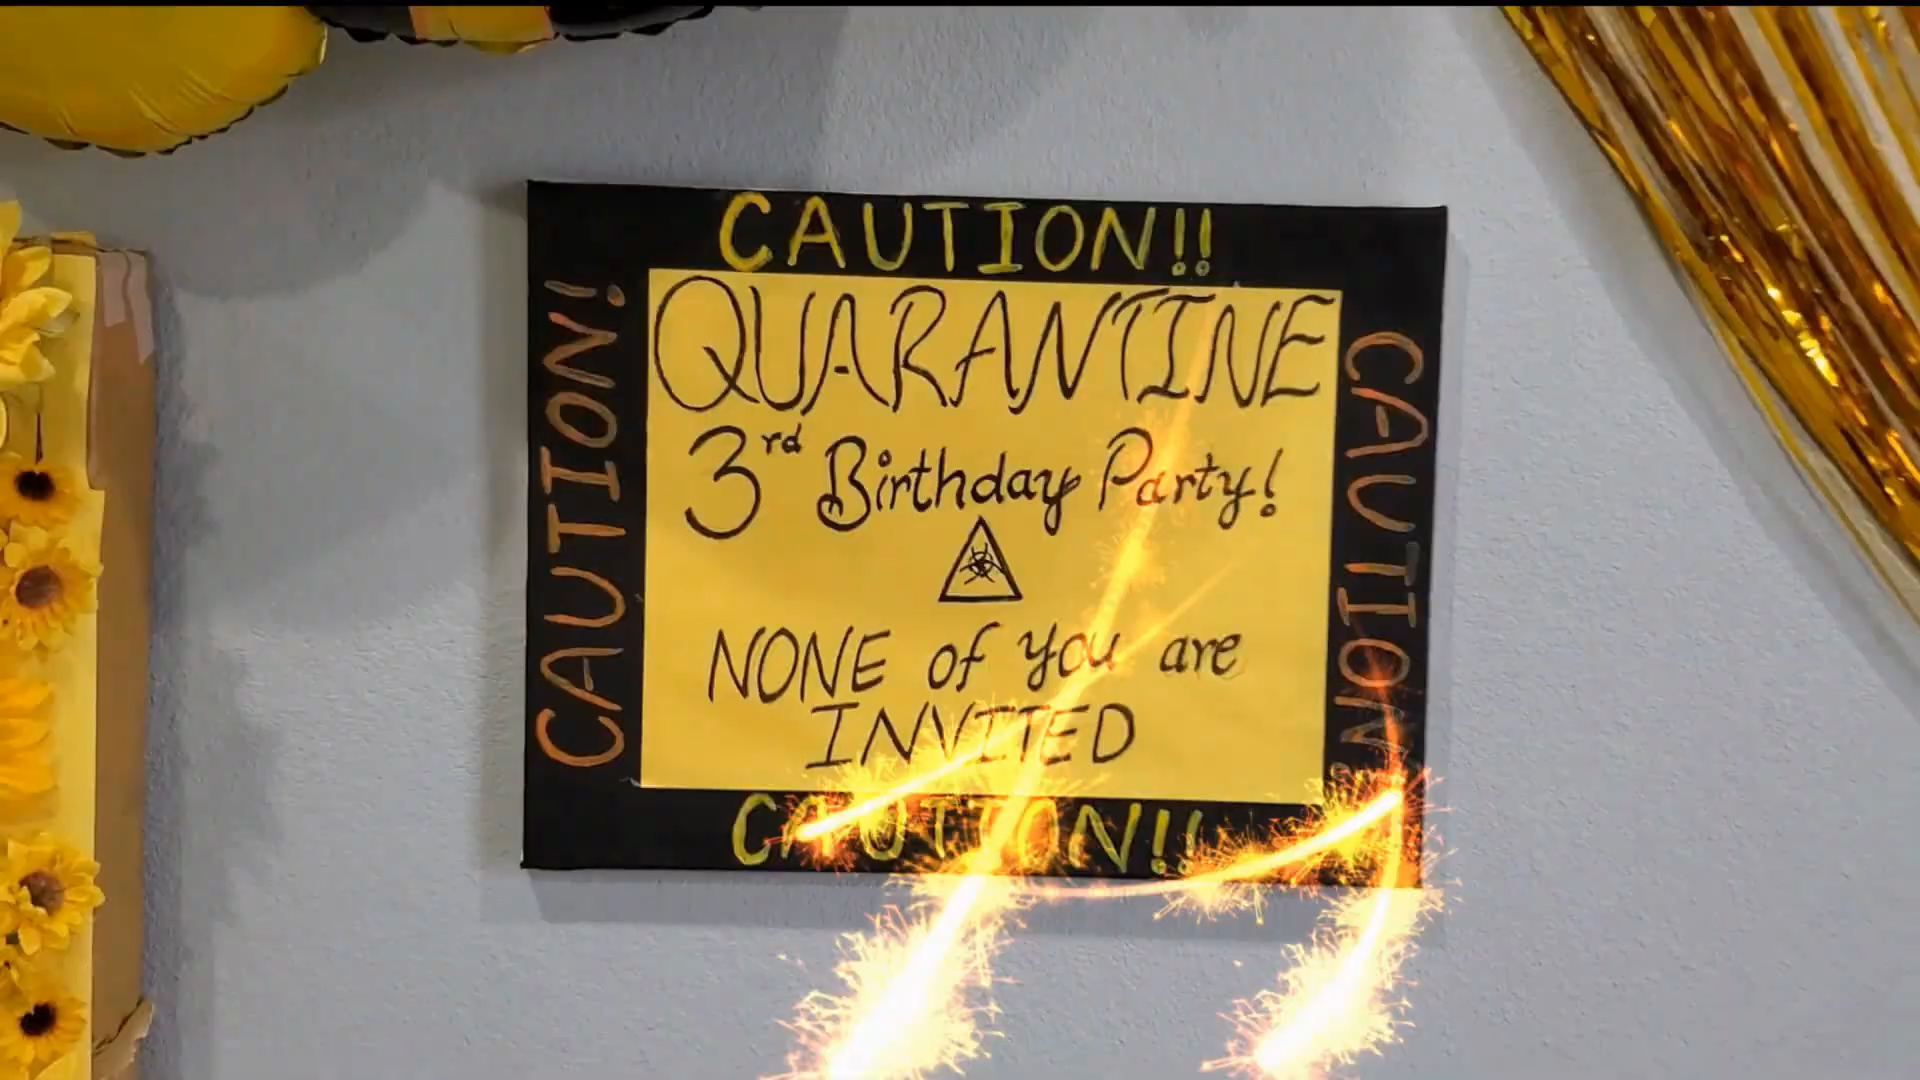 CAUTION!!
CAUTION!
QUARANTINE
3rd Birthday Party!
NONE of you are
INVITED
CAUTION!
CAUTION!!